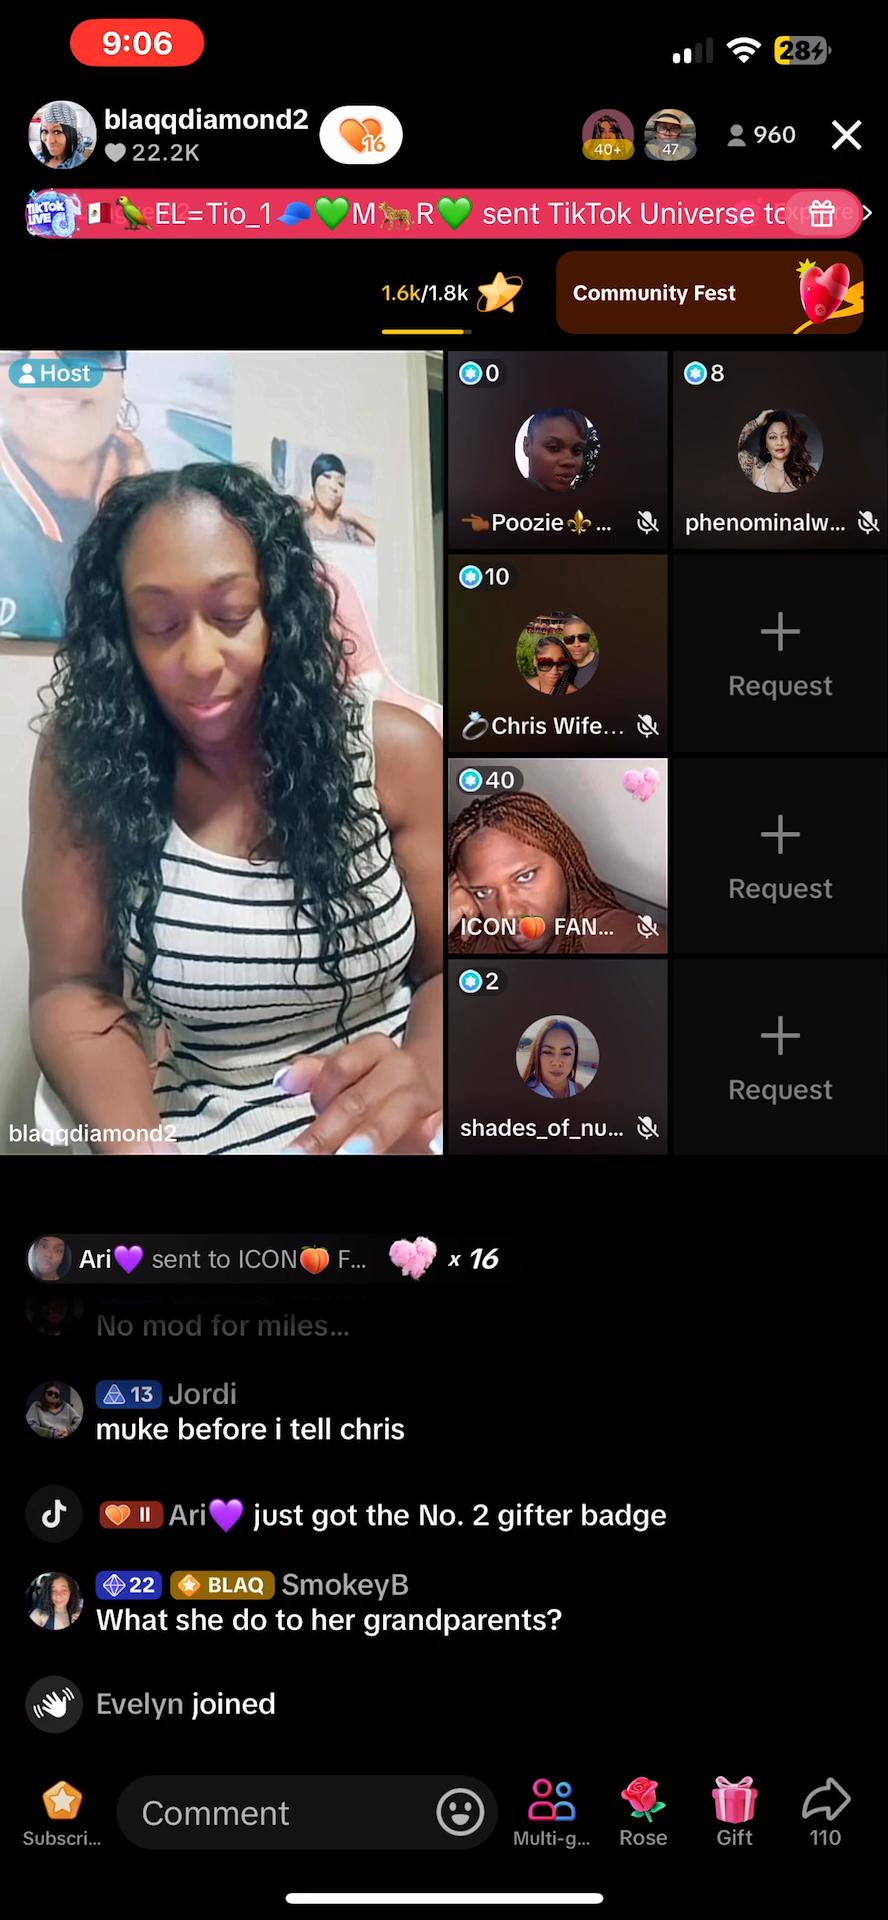 9:06
28
blaqqdiamond2
22.2K
16
40+
47
960
TikTok
LIVE
EL=Tio_1 M R sent TikTok Universe to
1.6k/1.8k
Community Fest
Host
0
Poozie ...
8
phenominalw...
10
Chris Wife...
Request
40
ICON FAN...
Request
2
shades_of_nu...
Request
blaqqdiamond2
Ari sent to ICON F... x 16
No mod for miles...
13 Jordi
muke before i tell chris
II Ari just got the No. 2 gifter badge
22 BLAQ SmokeyB
What she do to her grandparents?
Evelyn joined
Subscri...
Comment
Multi-g...
Rose
Gift
110